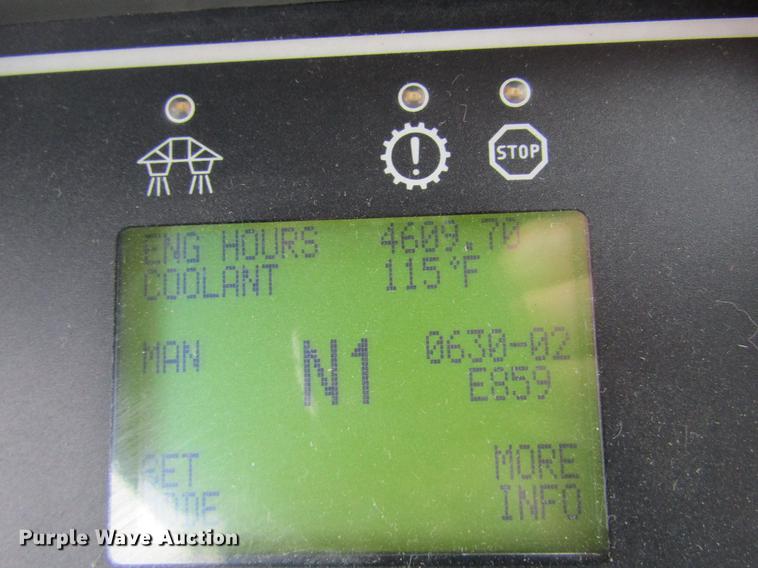 STOP
ENG HOURS 4609.70
COOLANT 115°F
MAN N1 0630-02
E859
SET MORE
MODE INFO
Purple Wave Auction